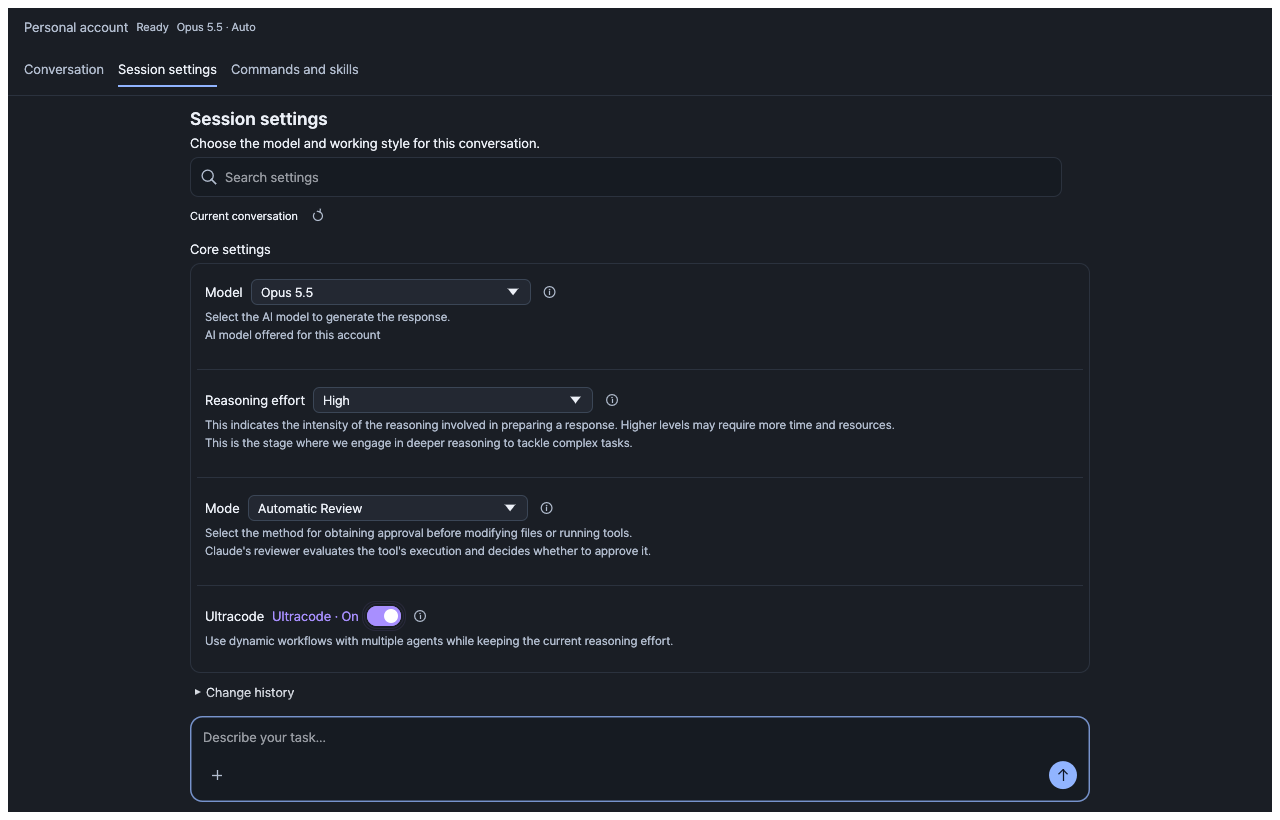 Personal account Ready Opus 5.5 · Auto
Conversation Session settings Commands and skills
Session settings
Choose the model and working style for this conversation.
Search settings
Current conversation
Core settings
Model Opus 5.5
Select the AI model to generate the response.
AI model offered for this account
Reasoning effort High
This indicates the intensity of the reasoning involved in preparing a response. Higher levels may require more time and resources.
This is the stage where we engage in deeper reasoning to tackle complex tasks.
Mode Automatic Review
Select the method for obtaining approval before modifying files or running tools.
Claude's reviewer evaluates the tool's execution and decides whether to approve it.
Ultracode Ultracode · On
Use dynamic workflows with multiple agents while keeping the current reasoning effort.
Change history
Describe your task...